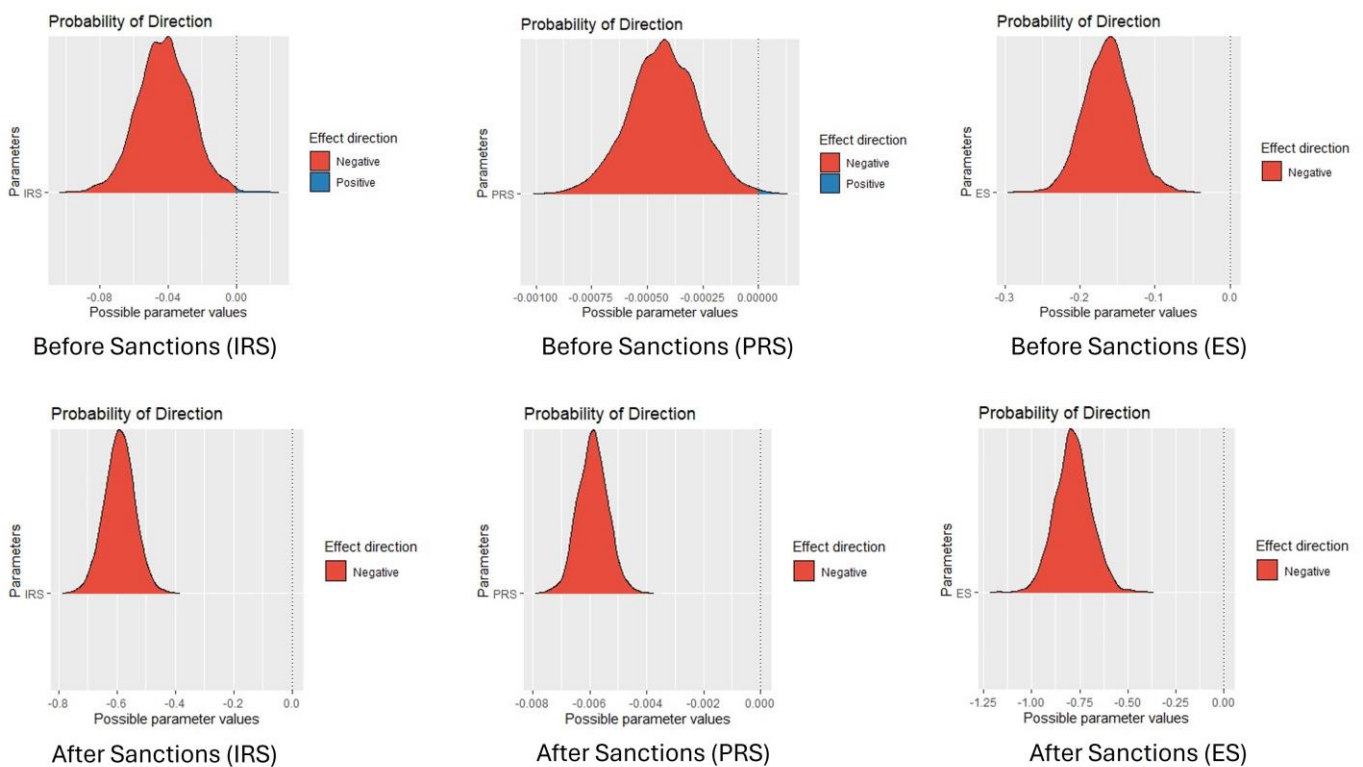 Probability of Direction
Parameters
IRS
-0.08 -0.04 0.00
Possible parameter values
Effect direction
Negative
Positive
Before Sanctions (IRS)
Probability of Direction
Parameters
PRS
-0.00100 -0.00075 -0.00050 -0.00025 0.00000
Possible parameter values
Effect direction
Negative
Positive
Before Sanctions (PRS)
Probability of Direction
Parameters
ES
-0.3 -0.2 -0.1 0.0
Possible parameter values
Effect direction
Negative
Before Sanctions (ES)
Probability of Direction
Parameters
IRS
-0.8 -0.6 -0.4 -0.2 0.0
Possible parameter values
Effect direction
Negative
After Sanctions (IRS)
Probability of Direction
Parameters
PRS
-0.008 -0.006 -0.004 -0.002 0.000
Possible parameter values
Effect direction
Negative
After Sanctions (PRS)
Probability of Direction
Parameters
ES
-1.25 -1.00 -0.75 -0.50 -0.25 0.00
Possible parameter values
Effect direction
Negative
After Sanctions (ES)